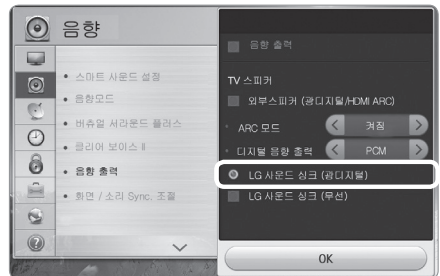 음향
• 스마트 사운드 설정
• 음향모드
• 버츄얼 서라운드 플러스
• 클리어 보이스 II
• 음향 출력
• 화면 / 소리 Sync. 조절
음향 출력
TV 스피커
외부스피커 (광디지털/HDMI ARC)
• ARC 모드 < 켜짐 >
• 디지털 음향 출력 < PCM >
LG 사운드 싱크 (광디지털)
LG 사운드 싱크 (무선)
OK